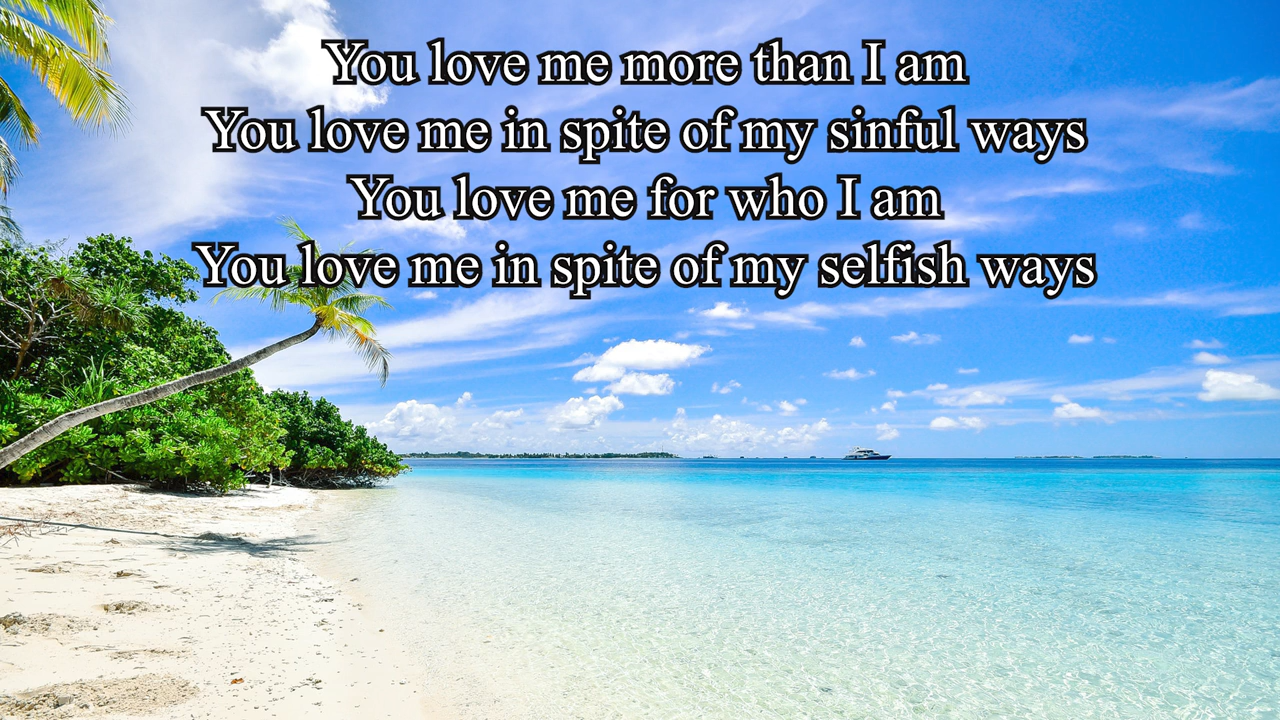 You love me more than I am
You love me in spite of my sinful ways
You love me for who I am
You love me in spite of my selfish ways